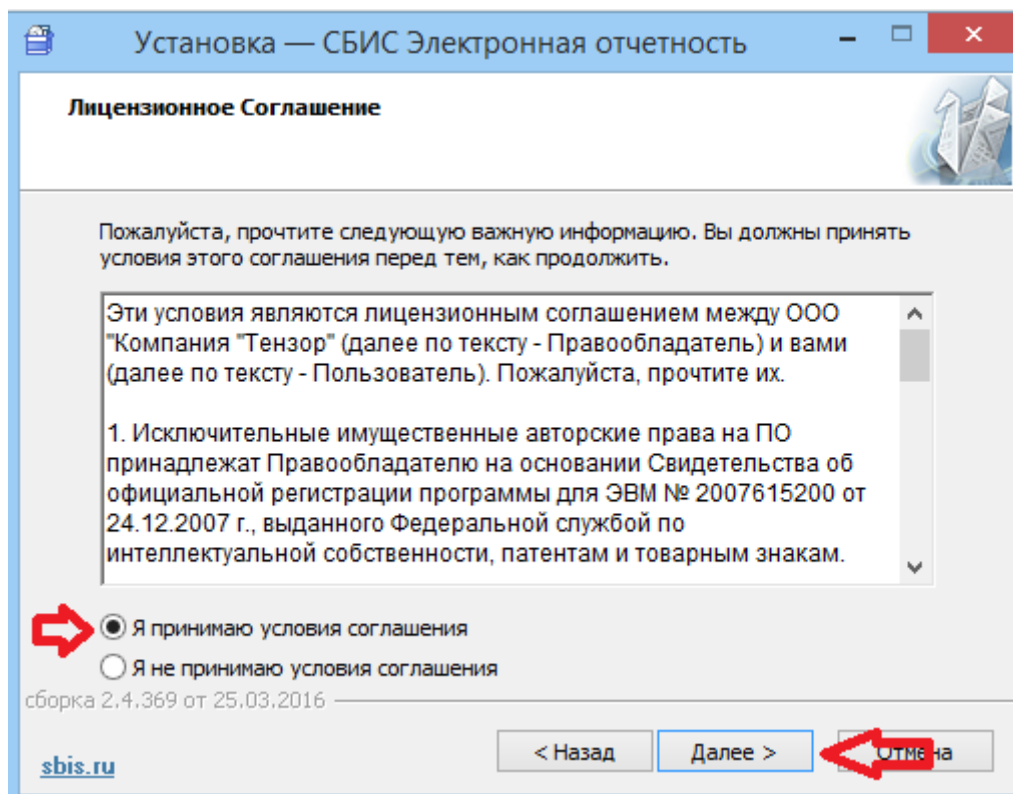 Установка — СБИС Электронная отчетность
Лицензионное Соглашение
Пожалуйста, прочтите следующую важную информацию. Вы должны принять
условия этого соглашения перед тем, как продолжить.
Эти условия являются лицензионным соглашением между ООО
"Компания "Тензор" (далее по тексту - Правообладатель) и вами
(далее по тексту - Пользователь). Пожалуйста, прочтите их.
1. Исключительные имущественные авторские права на ПО
принадлежат Правообладателю на основании Свидетельства об
официальной регистрации программы для ЭВМ № 2007615200 от
24.12.2007 г., выданного Федеральной службой по
интеллектуальной собственности, патентам и товарным знакам.
Я принимаю условия соглашения
Я не принимаю условия соглашения
сборка 2.4.369 от 25.03.2016
sbis.ru
< Назад
Далее >
Отмена